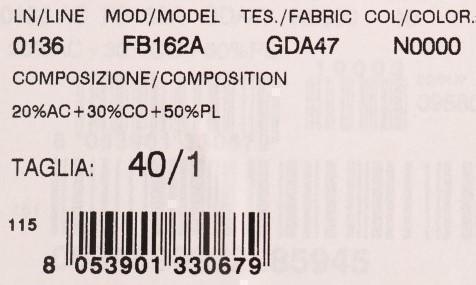 LN/LINE MOD/MODEL TES./FABRIC COL/COLOR.
0136 FB162A GDA47 N0000
COMPOSIZIONE/COMPOSITION
20%AC+30%CO+50%PL
TAGLIA: 40/1
115
8 053901 330679